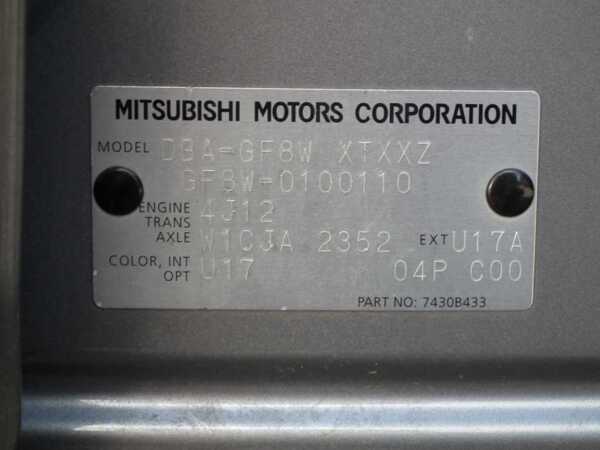 MITSUBISHI MOTORS CORPORATION
MODEL DBA-GF8W XTXXZ
GF8W-0100110
ENGINE 4J12
TRANS
AXLE W1CJA 2352 EXT U17A
COLOR, INT U17 04P C00
OPT
PART NO: 7430B433